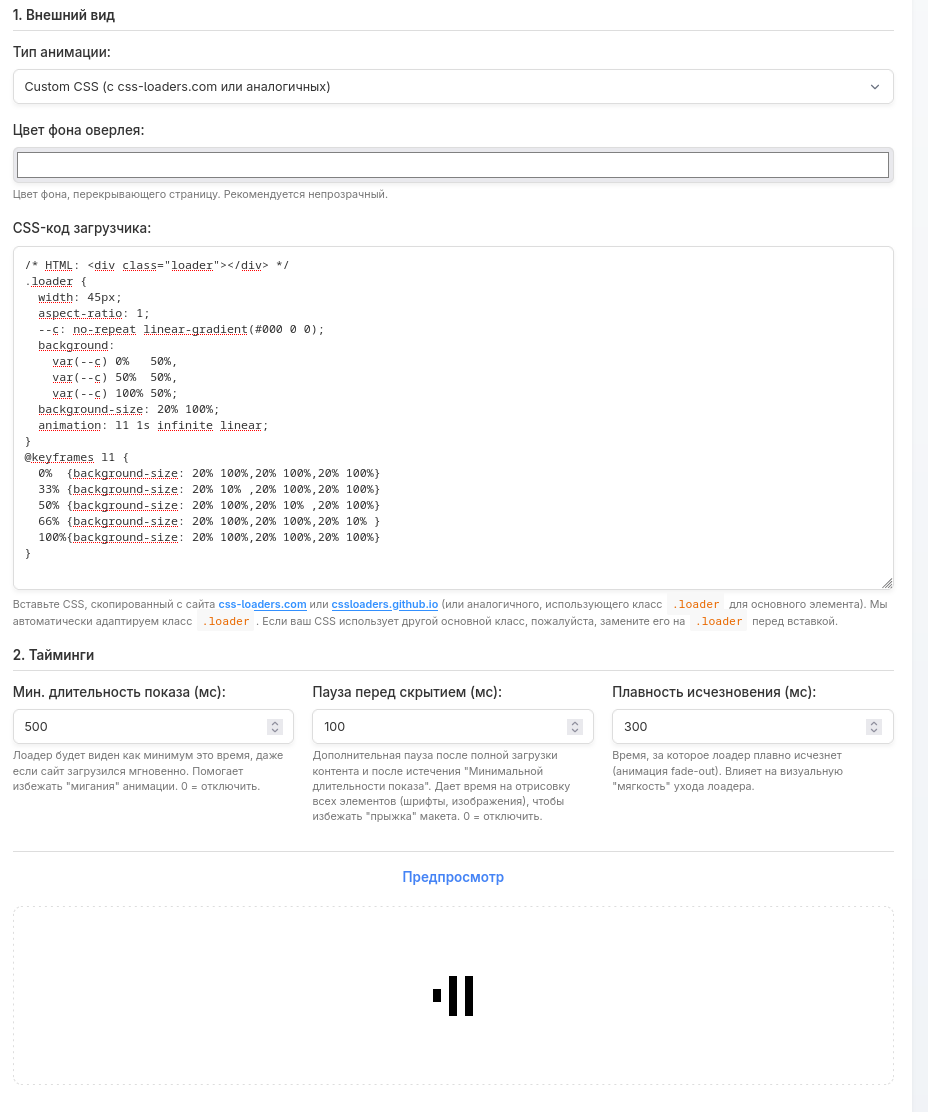 1. Внешний вид
Тип анимации:
Custom CSS (с css-loaders.com или аналогичных)
Цвет фона оверлея:
Цвет фона, перекрывающего страницу. Рекомендуется непрозрачный.
CSS-код загрузчика:
/* HTML: <div class="loader"></div> */
.loader {
  width: 45px;
  aspect-ratio: 1;
  --c: no-repeat linear-gradient(#000 0 0);
  background:
    var(--c) 0%   50%,
    var(--c) 50%  50%,
    var(--c) 100% 50%;
  background-size: 20% 100%;
  animation: l1 1s infinite linear;
}
@keyframes l1 {
  0%  {background-size: 20% 100%,20% 100%,20% 100%}
  33% {background-size: 20% 10% ,20% 100%,20% 100%}
  50% {background-size: 20% 100%,20% 10% ,20% 100%}
  66% {background-size: 20% 100%,20% 100%,20% 10% }
  100%{background-size: 20% 100%,20% 100%,20% 100%}
}
Вставьте CSS, скопированный с сайта css-loaders.com или cssloaders.github.io (или аналогичного, использующего класс .loader для основного элемента). Мы
автоматически адаптируем класс .loader . Если ваш CSS использует другой основной класс, пожалуйста, замените его на .loader перед вставкой.
2. Тайминги
Мин. длительность показа (мс):
500
Лоадер будет виден как минимум это время, даже
если сайт загрузился мгновенно. Помогает
избежать "мигания" анимации. 0 = отключить.
Пауза перед скрытием (мс):
100
Дополнительная пауза после полной загрузки
контента и после истечения "Минимальной
длительности показа". Дает время на отрисовку
всех элементов (шрифты, изображения), чтобы
избежать "прыжка" макета. 0 = отключить.
Плавность исчезновения (мс):
300
Время, за которое лоадер плавно исчезнет
(анимация fade-out). Влияет на визуальную
"мягкость" ухода лоадера.
Предпросмотр